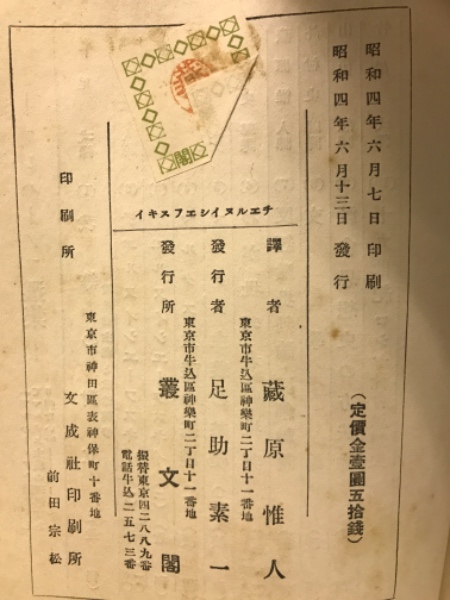 昭和四年六月七日印刷
昭和四年六月十三日發行
(定價金壹圓五拾錢)
チエルヌイシエフスキイ
譯者 藏原惟人
東京市牛込區神樂町二丁目十一番地
發行者 足助素一
東京市牛込區神樂町二丁目十一番地
發行所 叢文閣
振替東京四二八八九番
電話牛込二五七三番
印刷所
東京市神田區表神保町十番地
文成社印刷所
前田宗松
閣